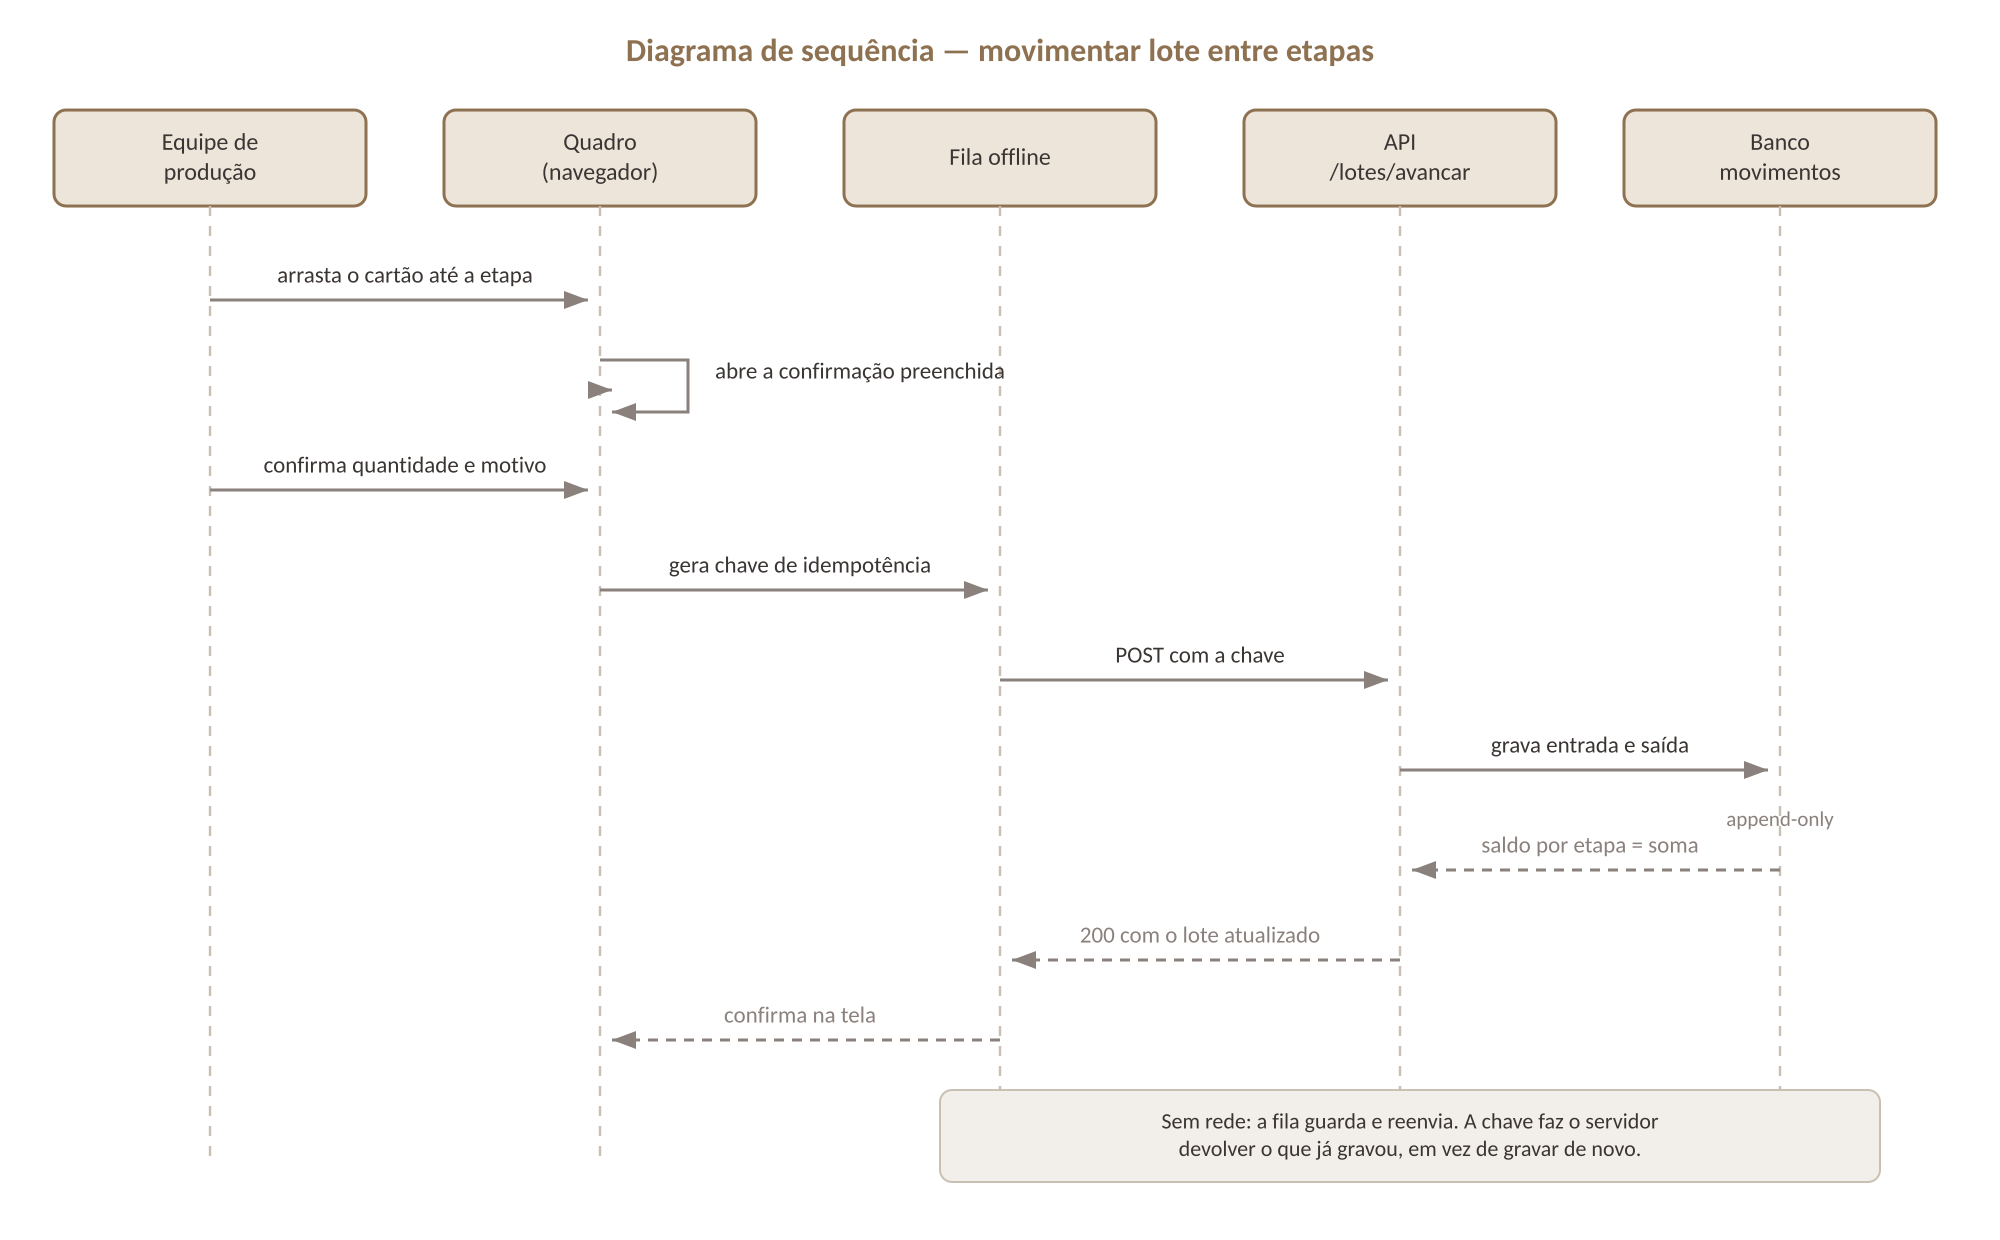 Diagrama de sequência — movimentar lote entre etapas
Equipe de
produção
Quadro
(navegador)
Fila offline
API
/lotes/avancar
Banco
movimentos
arrasta o cartão até a etapa
abre a confirmação preenchida
confirma quantidade e motivo
gera chave de idempotência
POST com a chave
grava entrada e saída
append-only
saldo por etapa = soma
200 com o lote atualizado
confirma na tela
Sem rede: a fila guarda e reenvia. A chave faz o servidor
devolver o que já gravou, em vez de gravar de novo.